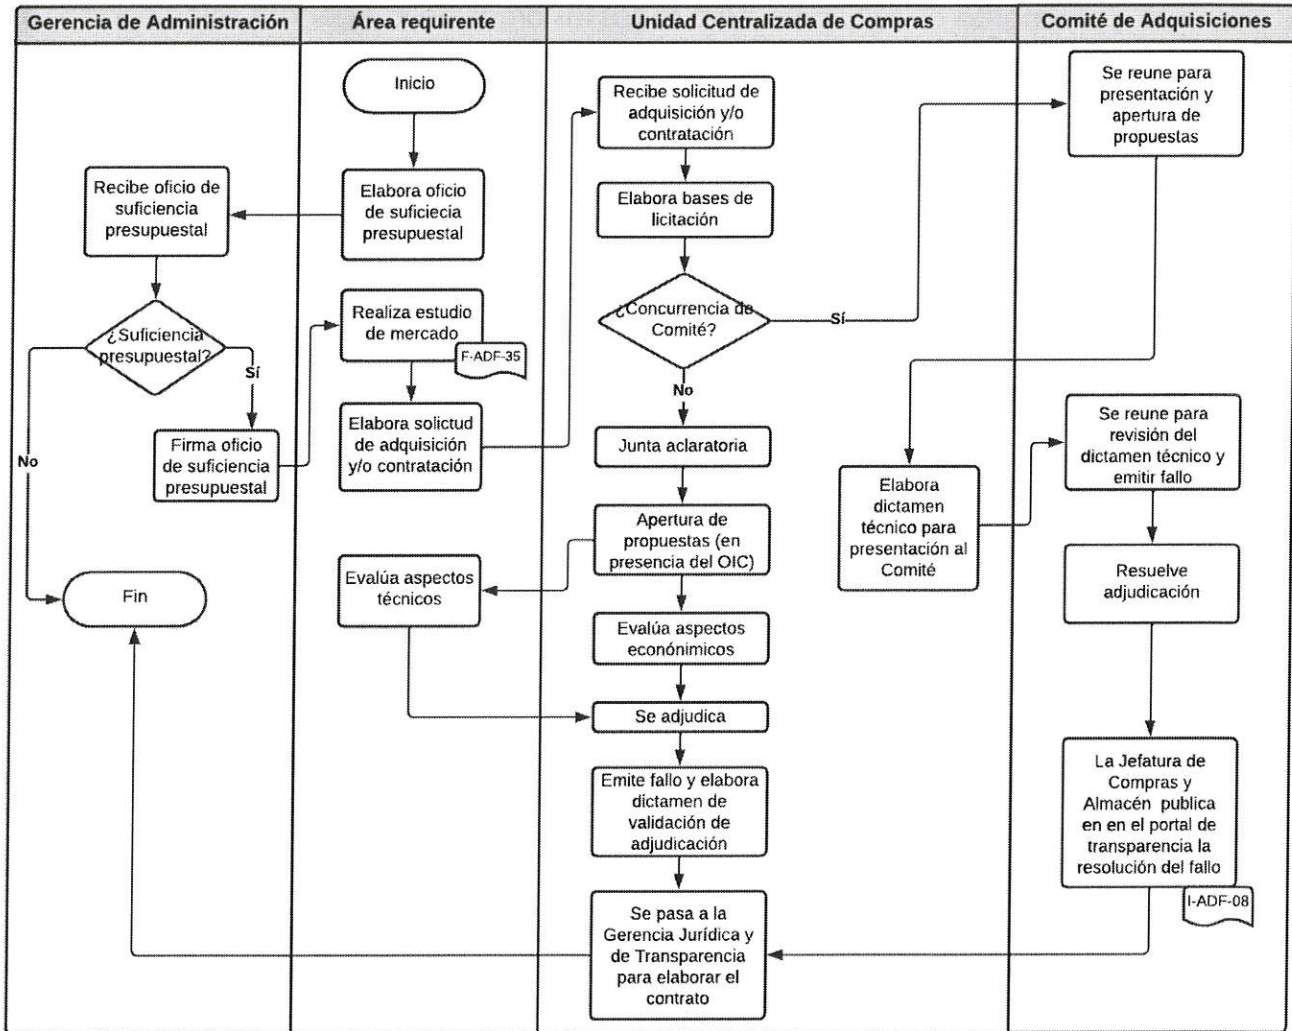 Gerencia de Administración
Área requirente
Unidad Centralizada de Compras
Comité de Adquisiciones
Inicio
Elabora oficio
de suficiecia
presupuestal
Recibe oficio de
suficiencia
presupuestal
¿Suficiencia
presupuestal?
No
Sí
Firma oficio
de suficiencia
presupuestal
Fin
Realiza estudio
de mercado
F-ADF-35
Elabora solictud
de adquisición
y/o contratación
Evalúa aspectos
técnicos
Recibe solicitud de
adquisición y/o
contratación
Elabora bases de
licitación
¿Concurrencia de
Comité?
Sí
No
Junta aclaratoria
Apertura de
propuestas (en
presencia del OIC)
Evalúa aspectos
econónimicos
Se adjudica
Emite fallo y elabora
dictamen de
validación de
adjudicación
Se pasa a la
Gerencia Jurídica y
de Transparencia
para elaborar el
contrato
Elabora
dictamen
técnico para
presentación al
Comité
Se reune para
presentación y
apertura de
propuestas
Se reune para
revisión del
dictamen técnico y
emitir fallo
Resuelve
adjudicación
La Jefatura de
Compras y
Almacén publica
en en el portal de
transparencia la
resolución del fallo
I-ADF-08